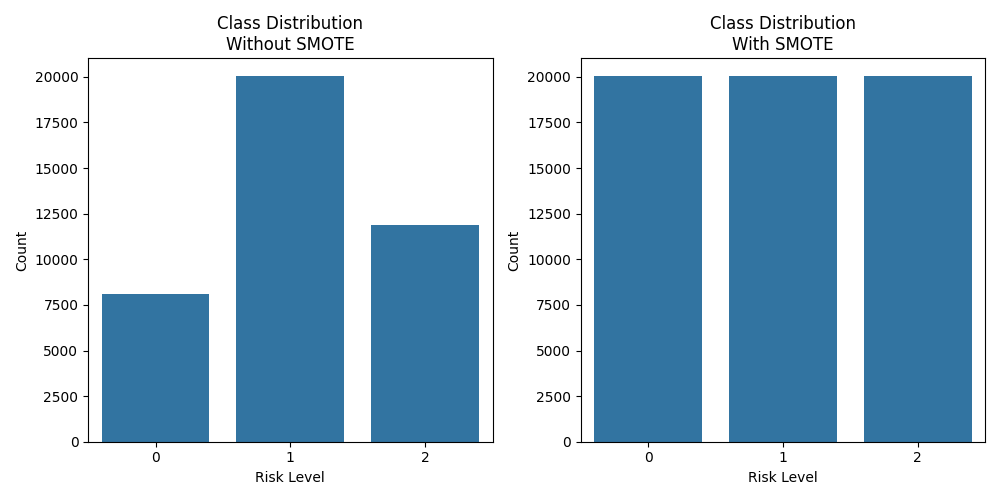 Class Distribution
Without SMOTE
20000
17500
15000
12500
10000
7500
5000
2500
0
Count
0 1 2
Risk Level
Class Distribution
With SMOTE
20000
17500
15000
12500
10000
7500
5000
2500
0
Count
0 1 2
Risk Level